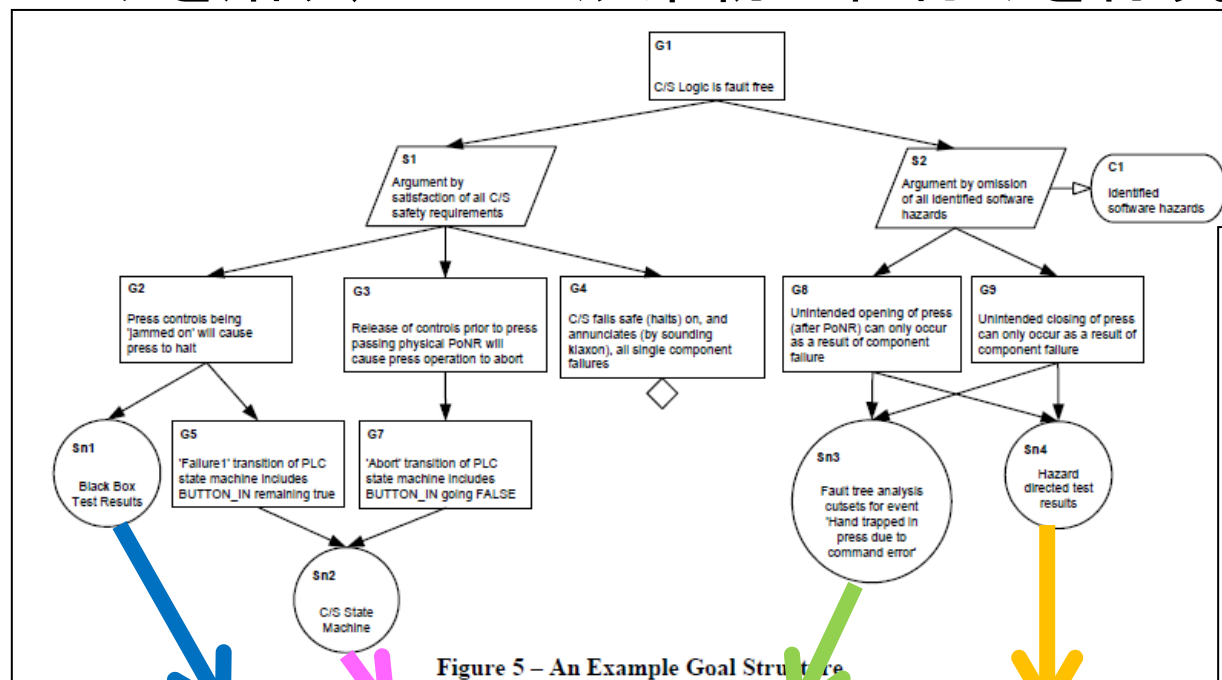 G1
C/S Logic is fault free
S1
Argument by
satisfaction of all C/S
safety requirements
S2
Argument by omission
of all identified software
hazards
C1
Identified
software hazards
G2
Press controls being
'jammed on' will cause
press to halt
G3
Release of controls prior to press
passing physical PoNR will
cause press operation to abort
G4
C/S fails safe (halts) on, and
annunciates (by sounding
klaxon), all single component
failures
G8
Unintended opening of press
(after PoNR) can only occur
as a result of component
failure
G9
Unintended closing of press
can only occur as a result of
component failure
Sn1
Black Box
Test Results
G5
'Failure1' transition of PLC
state machine includes
BUTTON_IN remaining true
G7
'Abort' transition of PLC
state machine includes
BUTTON_IN going FALSE
Sn3
Fault tree analysis
cutsets for event
'Hand trapped in
press due to
command error'
Sn4
Hazard
directed test
results
Sn2
C/S State
Machine
Figure 5 – An Example Goal Structure